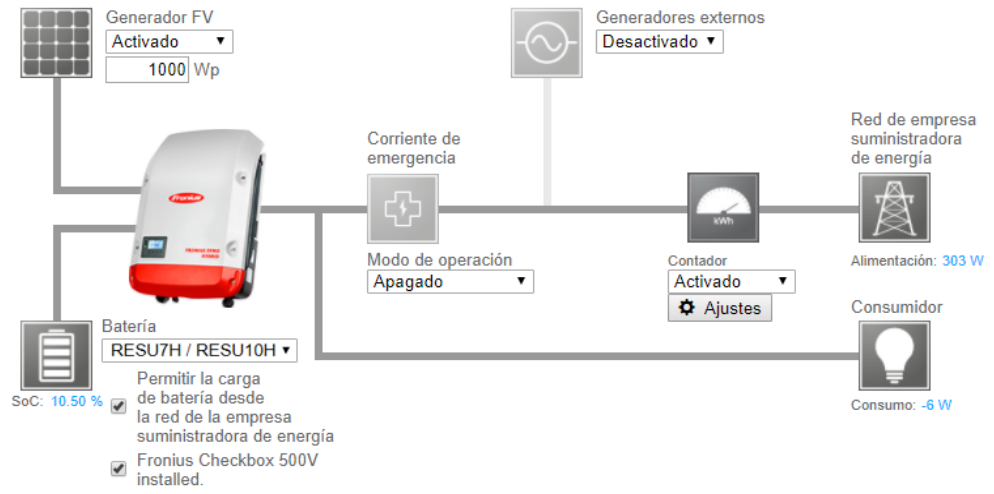 Generador FV
Activado
1000 Wp
Generadores externos
Desactivado
Corriente de
emergencia
Modo de operación
Apagado
Red de empresa
suministradora
de energía
kWh
Contador
Activado
Ajustes
Alimentación: 303 W
Fronius
Batería
RESU7H / RESU10H
SoC: 10.50 %
Permitir la carga
de batería desde
la red de la empresa
suministradora de energía
Fronius Checkbox 500V
installed.
Consumidor
Consumo: -6 W